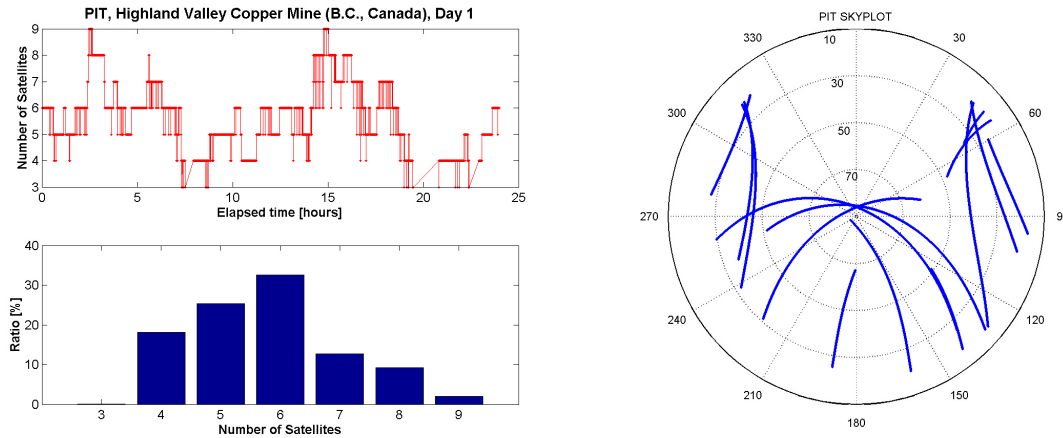 PIT, Highland Valley Copper Mine (B.C., Canada), Day 1
Number of Satellites
9
8
7
6
5
4
3
0 5 10 15 20 25
Elapsed time [hours]
Ratio [%]
40
30
20
10
0
3 4 5 6 7 8 9
Number of Satellites
PIT SKYPLOT
330 10 30
300 30 60
50
70
270 9
240 120
210 150
180